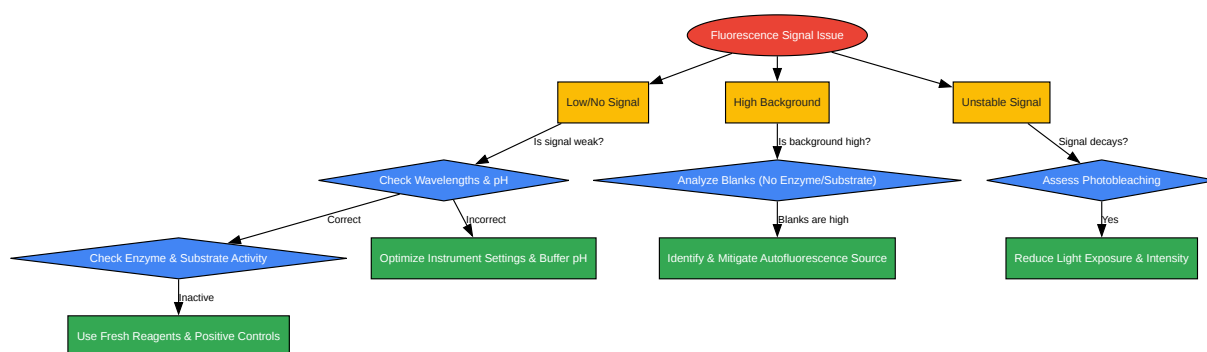 Fluorescence Signal Issue
Low/No Signal
High Background
Unstable Signal
Is signal weak?
Is background high?
Signal decays?
Check Wavelengths & pH
Analyze Blanks (No Enzyme/Substrate)
Assess Photobleaching
Correct
Incorrect
Blanks are high
Yes
Check Enzyme & Substrate Activity
Optimize Instrument Settings & Buffer pH
Identify & Mitigate Autofluorescence Source
Reduce Light Exposure & Intensity
Inactive
Use Fresh Reagents & Positive Controls